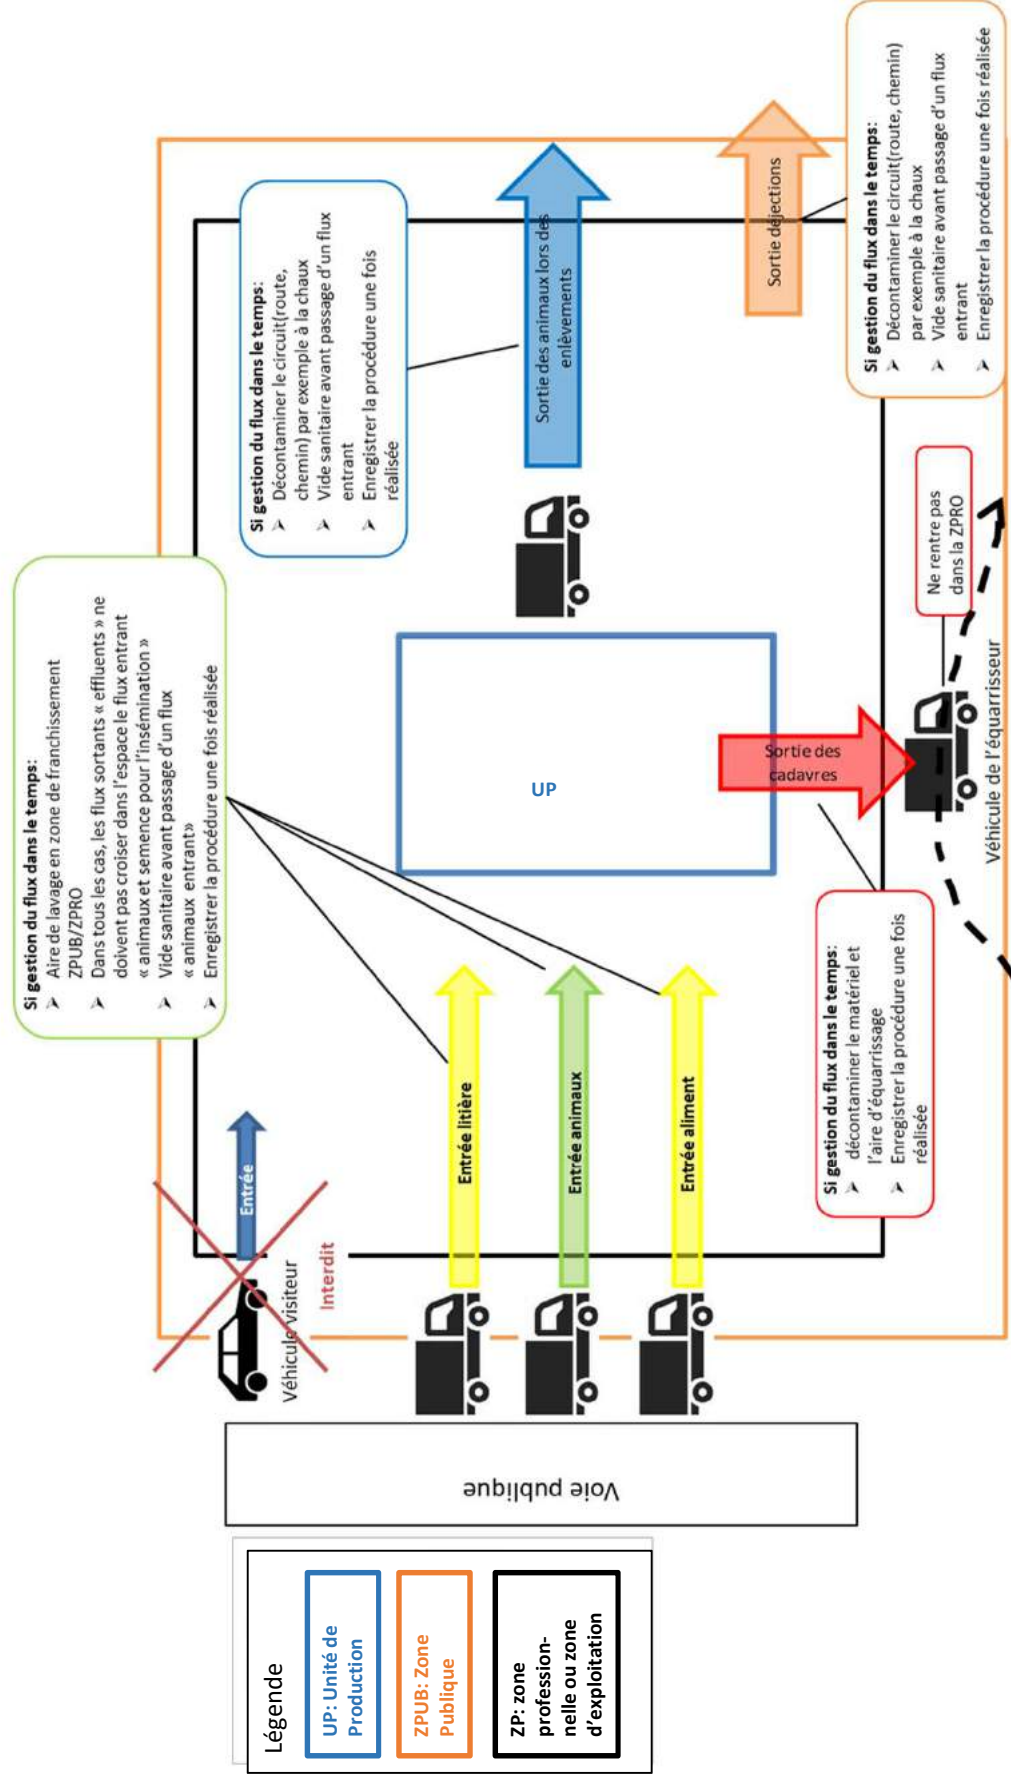 Si gestion du flux dans le temps:
➢ Aire de lavage en zone de franchissement
ZPUB/ZPRO
➢ Dans tous les cas, les flux sortants « effluents » ne
doivent pas croiser dans l'espace le flux entrant
« animaux et semence pour l'insémination »
➢ Vide sanitaire avant passage d'un flux
« animaux entrant»
➢ Enregistrer la procédure une fois réalisée
Si gestion du flux dans le temps:
➢ Décontaminer le circuit(route,
chemin) par exemple à la chaux
➢ Vide sanitaire avant passage d'un flux
entrant
➢ Enregistrer la procédure une fois
réalisée
Entrée
Véhicule visiteur
Interdit
Entrée litière
Entrée animaux
Entrée aliment
UP
Sortie des animaux lors des
enlèvements
Sortie déjections
Sortie des
cadavres
Si gestion du flux dans le temps:
➢ décontaminer le matériel et
l'aire d'équarrissage
➢ Enregistrer la procédure une fois
réalisée
Ne rentre pas
dans la ZPRO
Véhicule de l'équarrisseur
Si gestion du flux dans le temps:
➢ Décontaminer le circuit(route, chemin)
par exemple à la chaux
➢ Vide sanitaire avant passage d'un flux
entrant
➢ Enregistrer la procédure une fois réalisée
Voie publique
Légende
UP: Unité de
Production
ZPUB: Zone
Publique
ZP: zone
profession-
nelle ou zone
d'exploitation